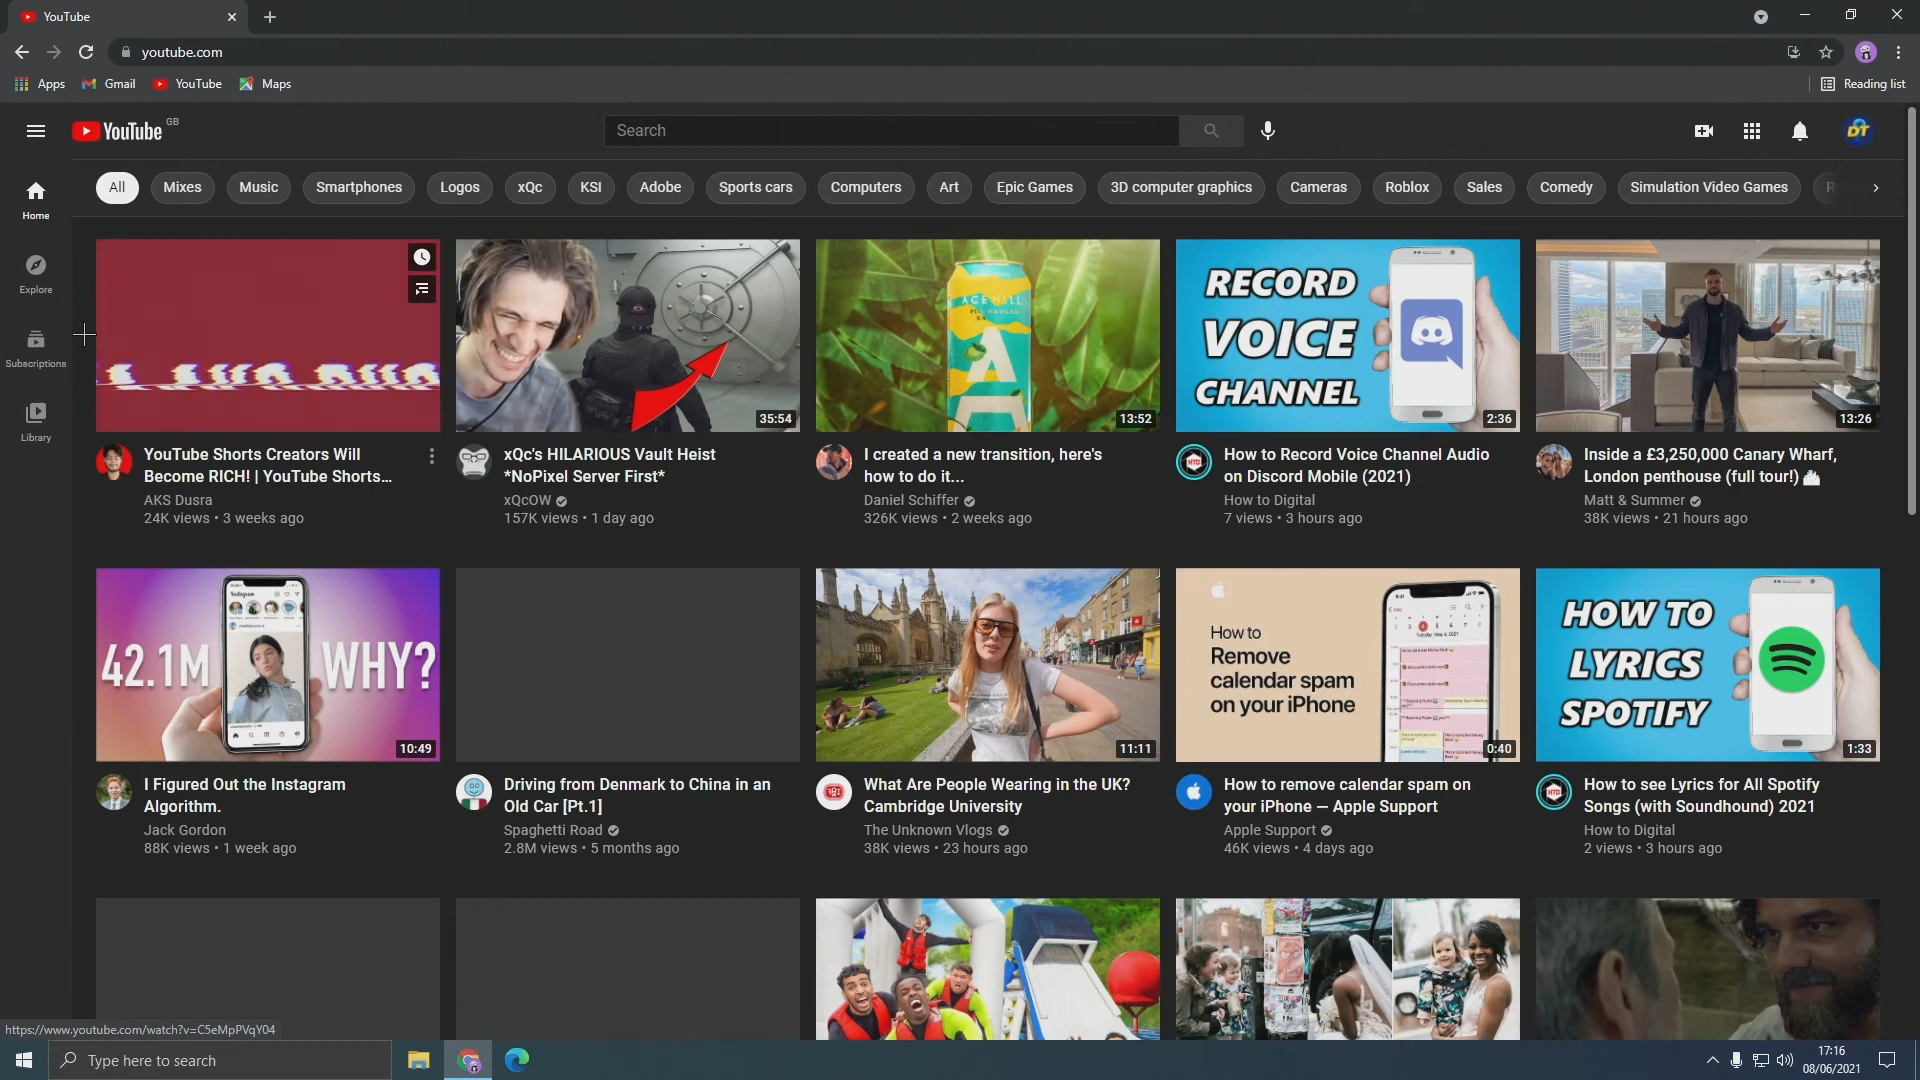 YouTube
youtube.com
Apps
Gmail
YouTube
Maps
Reading list
YouTube GB
Search
DT
Home
Explore
Subscriptions
Library
All
Mixes
Music
Smartphones
Logos
xQc
KSI
Adobe
Sports cars
Computers
Art
Epic Games
3D computer graphics
Cameras
Roblox
Sales
Comedy
Simulation Video Games
35:54
ACE HILL
A
13:52
RECORD
VOICE
CHANNEL
2:36
13:26
YouTube Shorts Creators Will
Become RICH! | YouTube Shorts...
AKS Dusra
24K views • 3 weeks ago
xQc's HILARIOUS Vault Heist
*NoPixel Server First*
xQcOW
157K views • 1 day ago
I created a new transition, here's
how to do it...
Daniel Schiffer
326K views • 2 weeks ago
HTD
How to Record Voice Channel Audio
on Discord Mobile (2021)
How to Digital
7 views • 3 hours ago
Inside a £3,250,000 Canary Wharf,
London penthouse (full tour!)
Matt & Summer
38K views • 21 hours ago
Instagram
42.1M
WHY?
10:49
11:11
How to
Remove
calendar spam
on your iPhone
Tuesday May 4, 2021
0:40
HOW TO
LYRICS
SPOTIFY
1:33
I Figured Out the Instagram
Algorithm.
Jack Gordon
88K views • 1 week ago
Driving from Denmark to China in an
Old Car [Pt.1]
Spaghetti Road
2.8M views • 5 months ago
What Are People Wearing in the UK?
Cambridge University
The Unknown Vlogs
38K views • 23 hours ago
How to remove calendar spam on
your iPhone — Apple Support
Apple Support
46K views • 4 days ago
HTD
How to see Lyrics for All Spotify
Songs (with Soundhound) 2021
How to Digital
2 views • 3 hours ago
https://www.youtube.com/watch?v=C5eMpPVqY04
Type here to search
17:16
08/06/2021